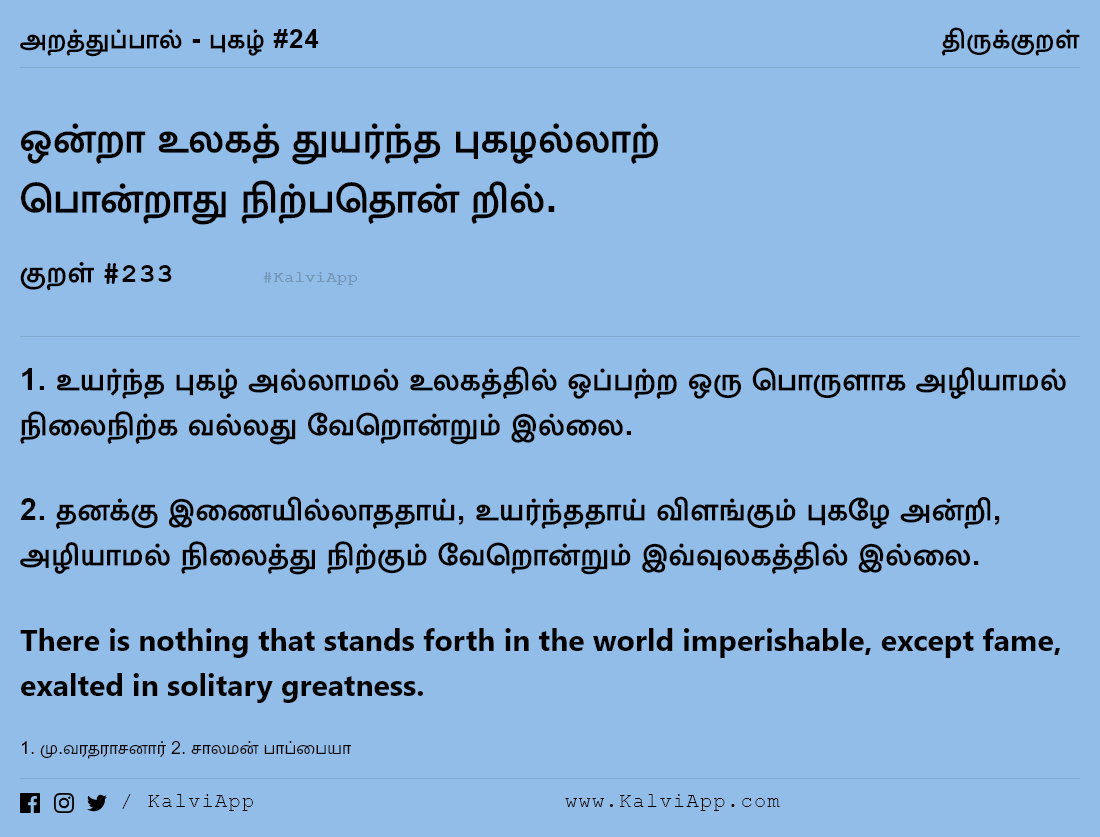 அறத்துப்பால் - புகழ் #24
திருக்குறள்
ஒன்றா உலகத் துயர்ந்த புகழல்லாற்
பொன்றாது நிற்பதொன் றில்.
குறள் #233
#KalviApp
1. உயர்ந்த புகழ் அல்லாமல் உலகத்தில் ஒப்பற்ற ஒரு பொருளாக அழியாமல்
நிலைநிற்க வல்லது வேறொன்றும் இல்லை.
2. தனக்கு இணையில்லாததாய், உயர்ந்ததாய் விளங்கும் புகழே அன்றி,
அழியாமல் நிலைத்து நிற்கும் வேறொன்றும் இவ்வுலகத்தில் இல்லை.
There is nothing that stands forth in the world imperishable, except fame,
exalted in solitary greatness.
1. மு.வரதராசனார் 2. சாலமன் பாப்பையா
/ KalviApp
www.KalviApp.com